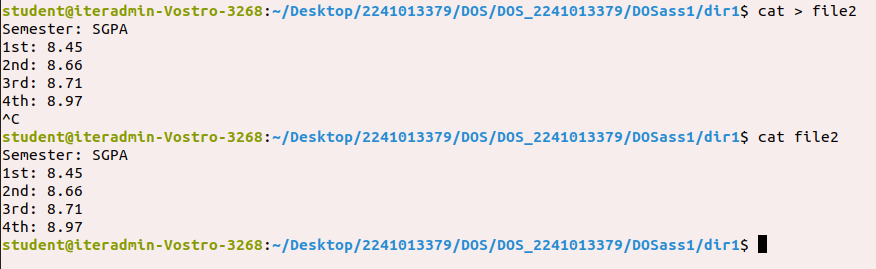 student@iteradmin-Vostro-3268:~/Desktop/2241013379/DOS/DOS_2241013379/DOSass1/dir1$ cat > file2
Semester: SGPA
1st: 8.45
2nd: 8.66
3rd: 8.71
4th: 8.97
^C
student@iteradmin-Vostro-3268:~/Desktop/2241013379/DOS/DOS_2241013379/DOSass1/dir1$ cat file2
Semester: SGPA
1st: 8.45
2nd: 8.66
3rd: 8.71
4th: 8.97
student@iteradmin-Vostro-3268:~/Desktop/2241013379/DOS/DOS_2241013379/DOSass1/dir1$